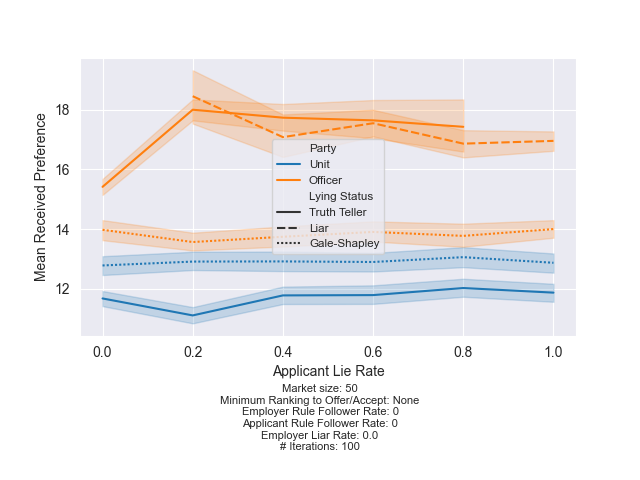 18
16
14
12
Mean Received Preference
Party
Unit
Officer
Lying Status
Truth Teller
Liar
Gale-Shapley
0.0 0.2 0.4 0.6 0.8 1.0
Applicant Lie Rate
Market size: 50
Minimum Ranking to Offer/Accept: None
Employer Rule Follower Rate: 0
Applicant Rule Follower Rate: 0
Employer Liar Rate: 0.0
# Iterations: 100